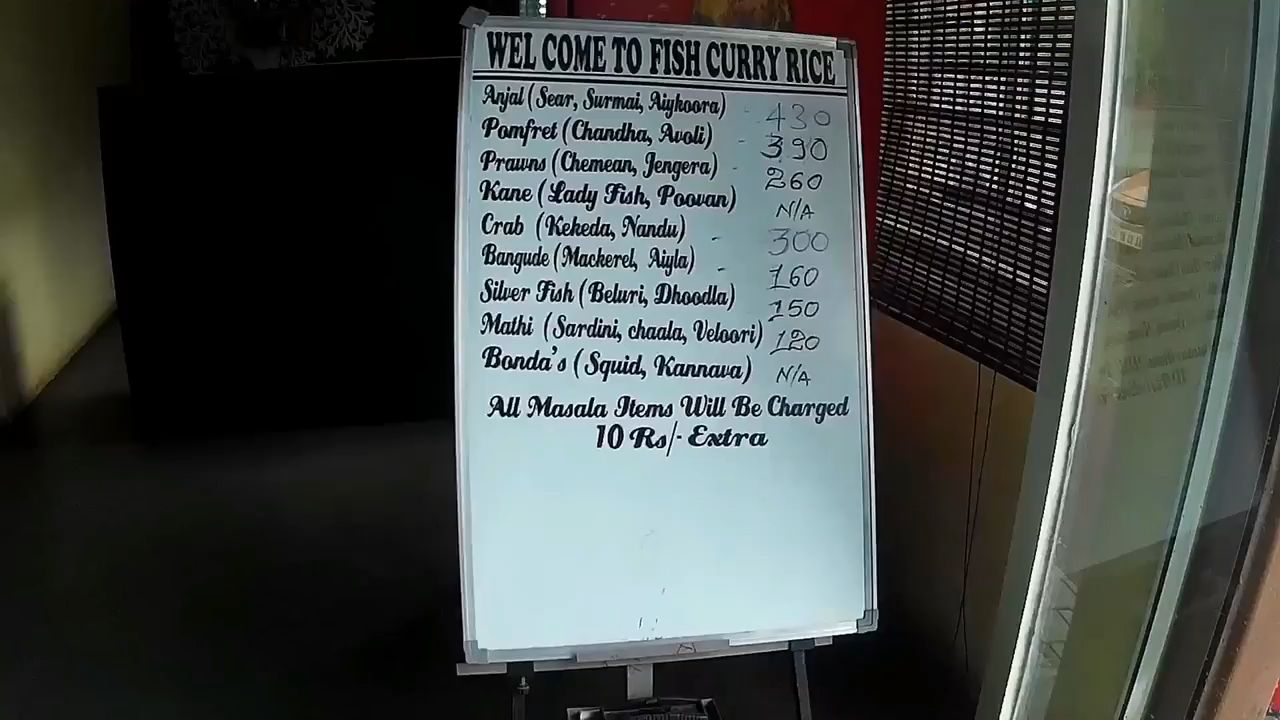 WEL COME TO FISH CURRY RICE
Anjal (Sear, Surmai, Aiykoora) - 430
Pomfret (Chandha, Avoli) - 390
Prawns (Chemean, Jengera) - 260
Kane (Lady Fish, Poovan) N/A
Crab (Kekeda, Nandu) - 300
Bangude (Mackerel, Aiyla) - 160
Silver Fish (Beluri, Dhoodla) 150
Mathi (Sardini, chaala, Veloori) 120
Bonda's (Squid, Kannava) N/A
All Masala Items Will Be Charged
10 Rs/- Extra